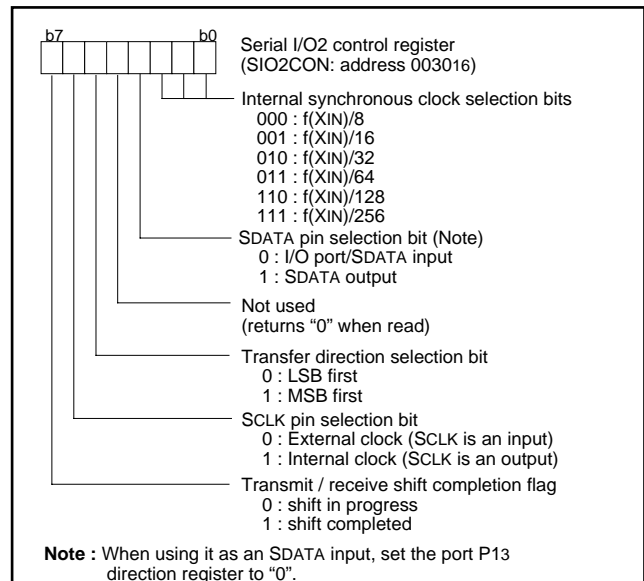 b7 b0
Serial I/O2 control register
(SIO2CON: address 003016)
Internal synchronous clock selection bits
000 : f(XIN)/8
001 : f(XIN)/16
010 : f(XIN)/32
011 : f(XIN)/64
110 : f(XIN)/128
111 : f(XIN)/256
SDATA pin selection bit (Note)
0 : I/O port/SDATA input
1 : SDATA output
Not used
(returns “0” when read)
Transfer direction selection bit
0 : LSB first
1 : MSB first
SCLK pin selection bit
0 : External clock (SCLK is an input)
1 : Internal clock (SCLK is an output)
Transmit / receive shift completion flag
0 : shift in progress
1 : shift completed
Note : When using it as an SDATA input, set the port P13
direction register to “0”.